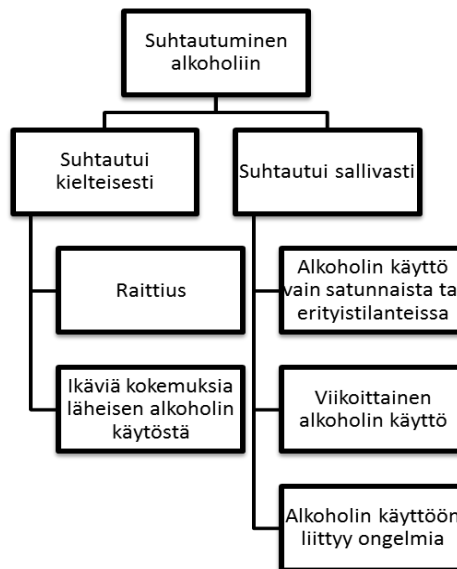 Suhtautuminen
alkoholiin
Suhtautui
kielteisesti
Suhtautui sallivasti
Raittius
Ikäviä kokemuksia
läheisen alkoholin
käytöstä
Alkoholin käyttö
vain satunnaista ta
erityistilanteissa
Viikoittainen
alkoholin käyttö
Alkoholin käyttöön
liittyy ongelmia